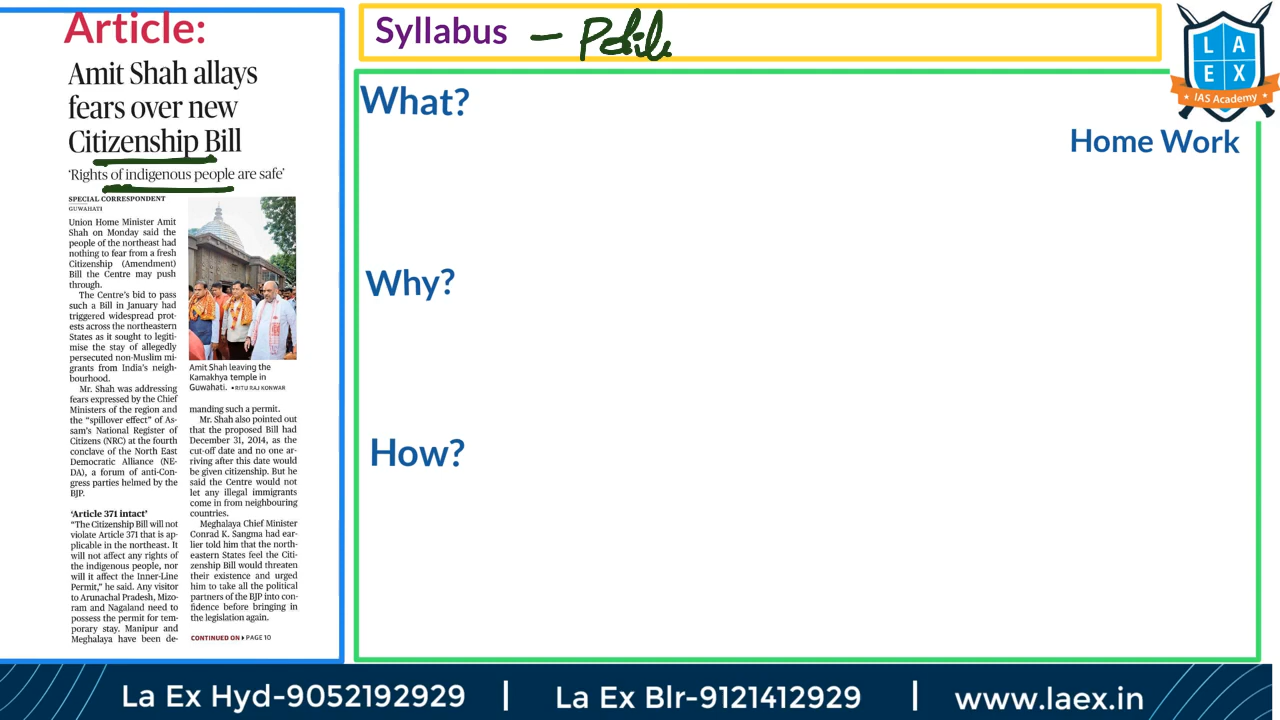 Article:
Amit Shah allays
fears over new
Citizenship Bill
‘Rights of indigenous people are safe’
SPECIAL CORRESPONDENT
GUWAHATI
Union Home Minister Amit
Shah on Monday said the
people of the northeast had
nothing to fear from a fresh
Citizenship (Amendment)
Bill the Centre may push
through.
The Centre's bid to pass
such a Bill in January had
triggered widespread prot-
ests across the northeastern
States as it sought to legiti-
mise the stay of allegedly
persecuted non-Muslim mi-
grants from India's neigh-
bourhood.
Mr. Shah was addressing
fears expressed by the Chief
Ministers of the region and
the “spillover effect” of As-
sam's National Register of
Citizens (NRC) at the fourth
conclave of the North East
Democratic Alliance (NE-
DA), a forum of anti-Con-
gress parties helmed by the
BJP.
‘Article 371 intact’
“The Citizenship Bill will not
violate Article 371 that is ap-
plicable in the northeast. It
will not affect any rights of
the indigenous people, nor
will it affect the Inner-Line
Permit,” he said. Any visitor
to Arunachal Pradesh, Mizo-
ram and Nagaland need to
possess the permit for tem-
porary stay. Manipur and
Meghalaya have been de-
Amit Shah leaving the
Kamakhya temple in
Guwahati. •RITU RAJ KONWAR
manding such a permit.
Mr. Shah also pointed out
that the proposed Bill had
December 31, 2014, as the
cut-off date and no one ar-
riving after this date would
be given citizenship. But he
said the Centre would not
let any illegal immigrants
come in from neighbouring
countries.
Meghalaya Chief Minister
Conrad K. Sangma had ear-
lier told him that the north-
eastern States feel the Citi-
zenship Bill would threaten
their existence and urged
him to take all the political
partners of the BJP into con-
fidence before bringing in
the legislation again.
CONTINUED ON ▸ PAGE 10
Syllabus –
What?
Home Work
Why?
How?
L A
E X
IAS Academy
La Ex Hyd-9052192929 | La Ex Blr-9121412929 | www.laex.in